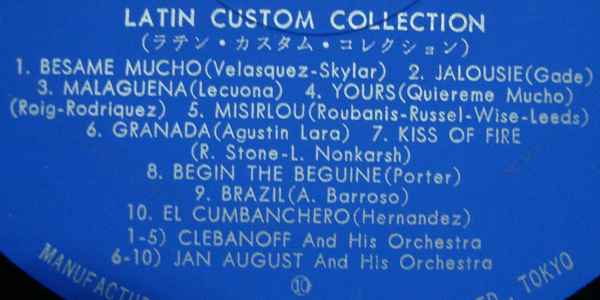 LATIN CUSTOM COLLECTION
(ラテン・カスタム・コレクション)
1. BESAME MUCHO(Velasquez-Skylar) 2. JALOUSIE(Gade)
3. MALAGUENA(Lecuona) 4. YOURS(Quiereme Mucho)
(Roig-Rodriquez) 5. MISIRLOU(Roubanis-Russel-Wise-Leeds)
6. GRANADA(Agustin Lara) 7. KISS OF FIRE
(R. Stone-L. Nonkarsh)
8. BEGIN THE BEGUINE(Porter)
9. BRAZIL(A. Barroso)
10. EL CUMBANCHERO(Hernandez)
1-5) CLEBANOFF And His Orchestra
6-10) JAN AUGUST And His Orchestra
⑩
TOKYO